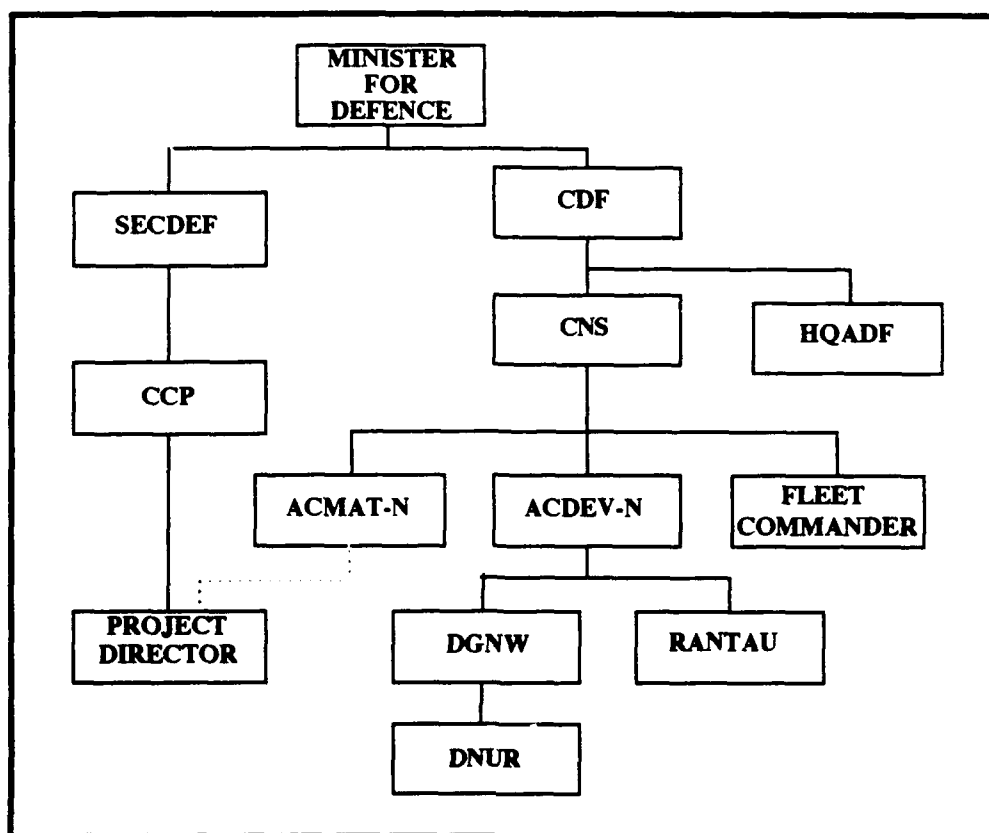 MINISTER
FOR
DEFENCE
CDF
SECDEF
CNS
HQADF
CCP
ACMAT-N
ACDEV-N
FLEET
COMMANDER
PROJECT
DIRECTOR
DGNW
RANTAU
DNUR